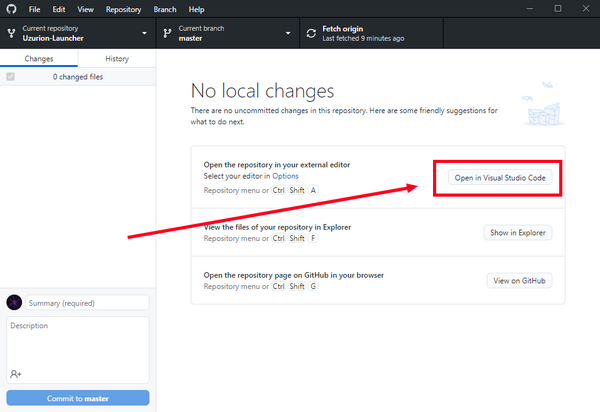 File Edit View Repository Branch Help
Current repository
Uzurion-Launcher
Current branch
master
Fetch origin
Last fetched 9 minutes ago
Changes History
0 changed files
No local changes
There are no uncommitted changes in this repository. Here are some friendly suggestions for
what to do next.
Open the repository in your external editor
Select your editor in Options
Repository menu or Ctrl Shift A
Open in Visual Studio Code
View the files of your repository in Explorer
Repository menu or Ctrl Shift F
Show in Explorer
Open the repository page on GitHub in your browser
Repository menu or Ctrl Shift G
View on GitHub
Summary (required)
Description
Commit to master